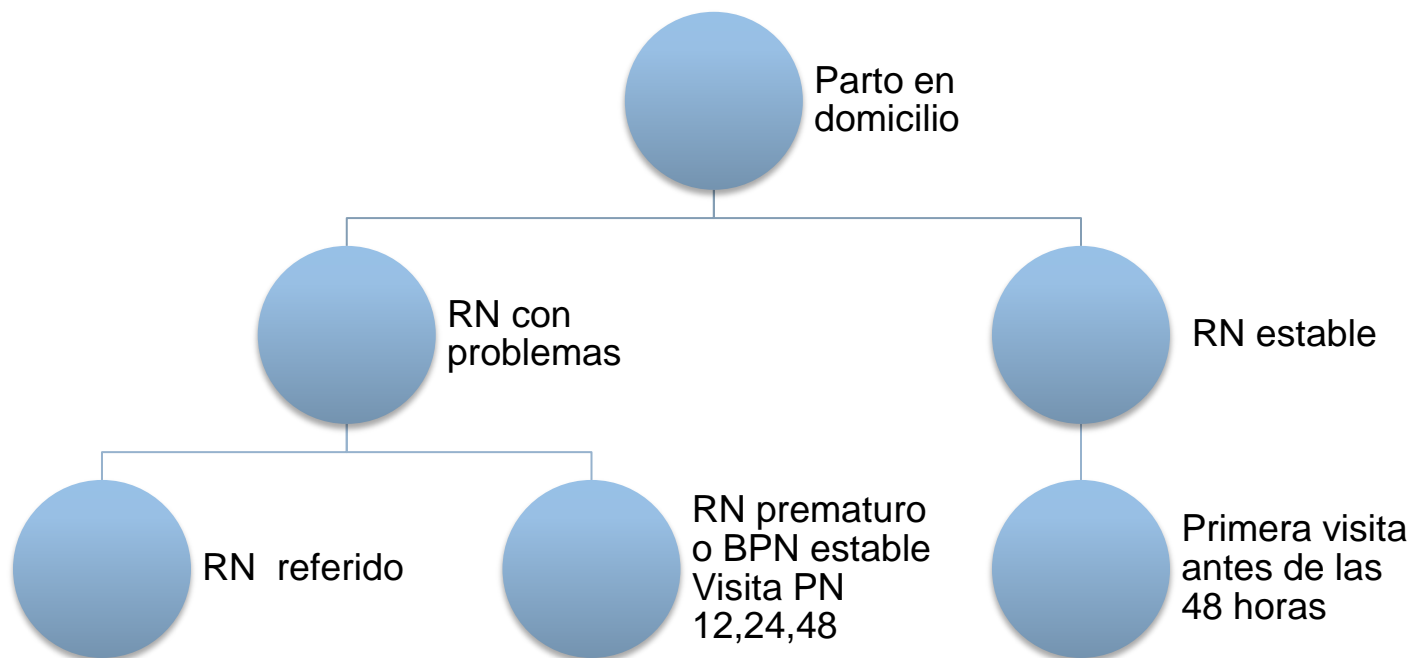 Parto en
domicilio
RN con
problemas
RN estable
RN referido
RN prematuro
o BPN estable
Visita PN
12,24,48
Primera visita
antes de las
48 horas